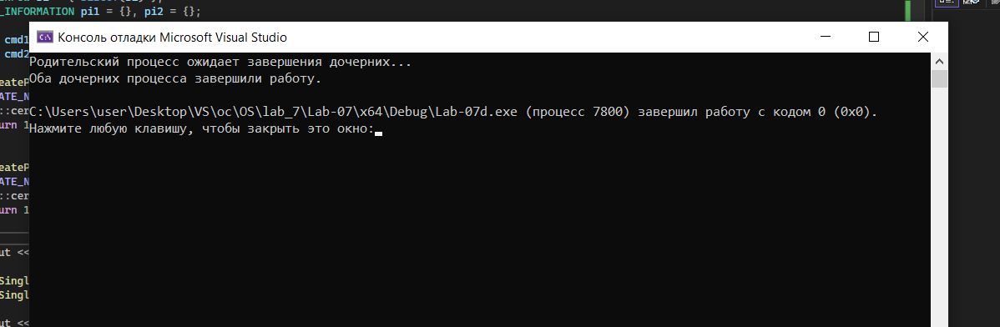 _INFORMATION pi1 = {}, pi2 = {};
Консоль отладки Microsoft Visual Studio
cmd1
cmd2
Родительский процесс ожидает завершения дочерних...
Оба дочерних процесса завершили работу.
eateP
ATE_N
::cer
urn 1
C:\Users\user\Desktop\VS\oc\OS\lab_7\Lab-07\x64\Debug\Lab-07d.exe (процесс 7800) завершил работу с кодом 0 (0x0).
Нажмите любую клавишу, чтобы закрыть это окно:
eateP
ATE_N
::cer
urn 1
ut <<
Singl
Singl
ut <<